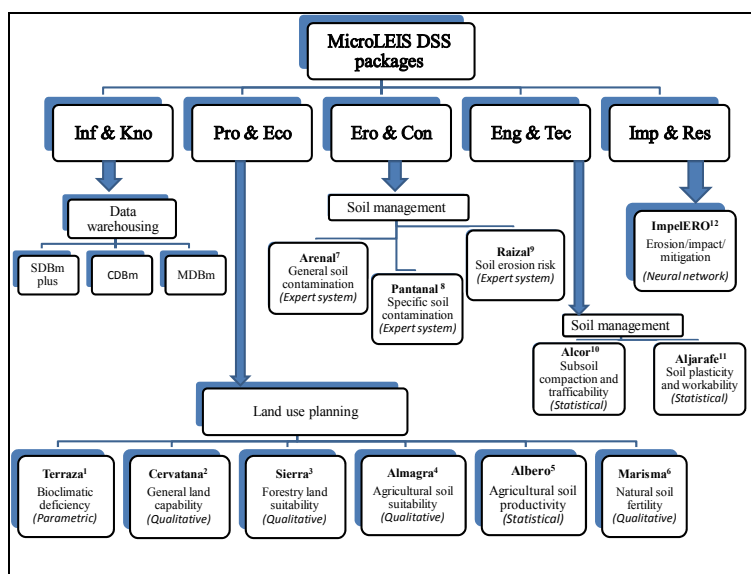 MicroLEIS DSS
packages
Inf & Kno
Pro & Eco
Ero & Con
Eng & Tec
Imp & Res
Data
warehousing
SDBm
plus
CDBm
MDBm
Soil management
Arenal⁷
General soil
contamination
(Expert system)
Pantanal ⁸
Specific soil
contamination
(Expert system)
Raizal⁹
Soil erosion risk
(Expert system)
ImpelERO¹²
Erosion/impact/
mitigation
(Neural network)
Soil management
Alcor¹⁰
Subsoil
compaction and
trafficability
(Statistical)
Aljarafe¹¹
Soil plasticity
and workability
(Statistical)
Land use planning
Terraza¹
Bioclimatic
deficiency
(Parametric)
Cervatana²
General land
capability
(Qualitative)
Sierra³
Forestry land
suitability
(Qualitative)
Almagra⁴
Agricultural soil
suitability
(Qualitative)
Albero⁵
Agricultural soil
productivity
(Statistical)
Marisma⁶
Natural soil
fertility
(Qualitative)